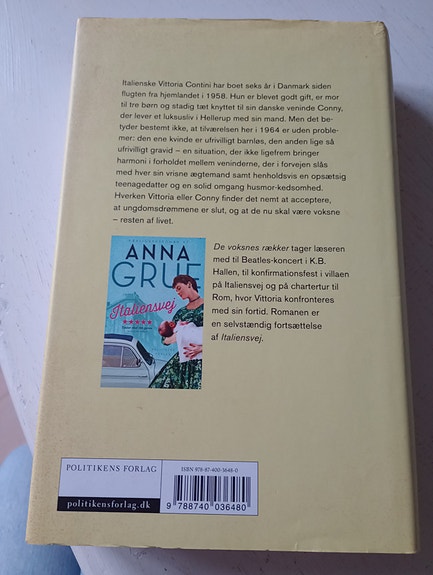 Italienske Vittoria Contini har boet seks år i Danmark siden
flugten fra hjemlandet i 1958. Hun er blevet godt gift, er mor
til tre børn og stadig tæt knyttet til sin danske veninde Conny,
der lever et luksusliv i Hellerup med sin mand. Men det be-
tyder bestemt ikke, at tilværelsen her i 1964 er uden proble-
mer: den ene kvinde er ufrivilligt barnløs, den anden lige så
ufrivilligt gravid – en situation, der ikke ligefrem bringer
harmoni i forholdet mellem veninderne, der i forvejen slås
med hver sin vrisne ægtemand samt henholdsvis en opsætsig
teenagedatter og en solid omgang husmor-kedsomhed.
Hverken Vittoria eller Conny finder det nemt at acceptere,
at ungdomsdrømmene er slut, og at de nu skal være voksne
– resten af livet.
ANNA
GRUE
Italiensvej
★★★★★
De voksnes rækker tager læseren
med til Beatles-koncert i K.B.
Hallen, til konfirmationsfest i villaen
på Italiensvej og på chartertur til
Rom, hvor Vittoria konfronteres
med sin fortid. Romanen er
en selvstændig fortsættelse
af Italiensvej.
POLITIKENS FORLAG
politikensforlag.dk
ISBN 978-87-400-3648-0
9 788740 036480